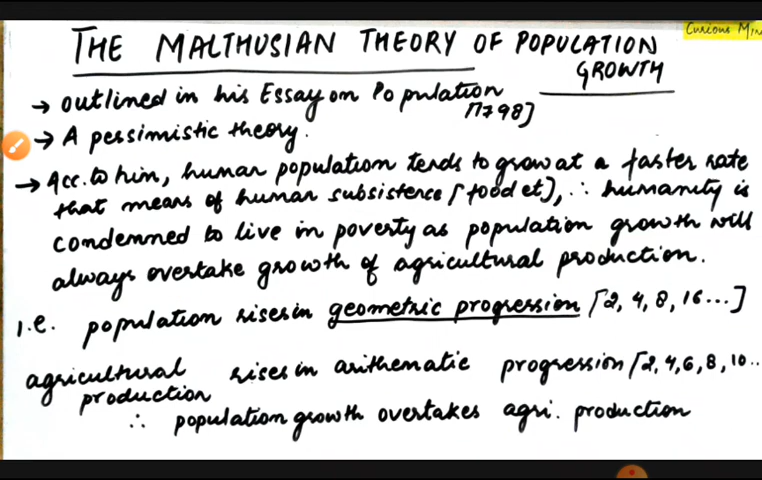 Curious Min
THE MALTHUSIAN THEORY OF POPULATION
GROWTH
→ outlined in his Essay on Population
[1798]
→ A pessimistic theory.
→ Acc. to him, human population tends to grow at a faster rate
that means of human subsistence [food et], ∴ humanity is
condemned to live in poverty as population growth will
always overtake growth of agricultural production.
i.e. population rises in geometric progression [2, 4, 8, 16...]
agricultural rises in arithematic progression [2, 4, 6, 8, 10..
production
∴ population growth overtakes agri. production